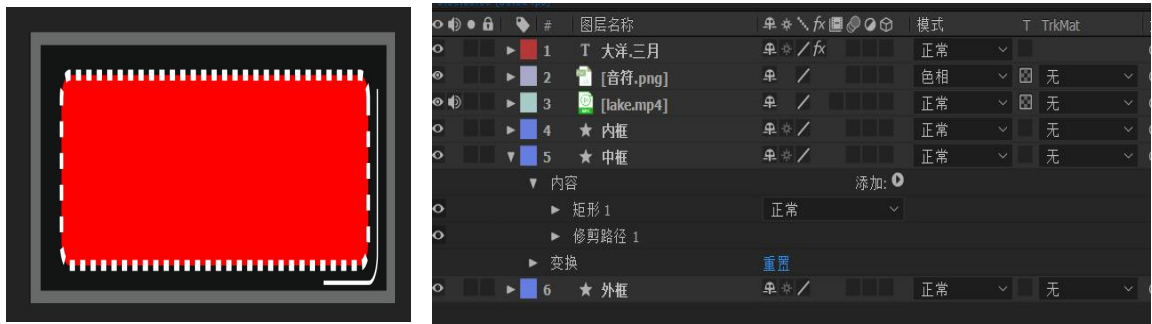 # 图层名称 fx 模式 T TrkMat
1 T 大洋.三月 fx 正常
2 [音符.png] 色相 无
3 [lake.mp4] 正常 无
4 ★ 内框 正常 无
5 ★ 中框 正常 无
内容 添加:
矩形 1 正常
修剪路径 1
变换 重置
6 ★ 外框 正常 无